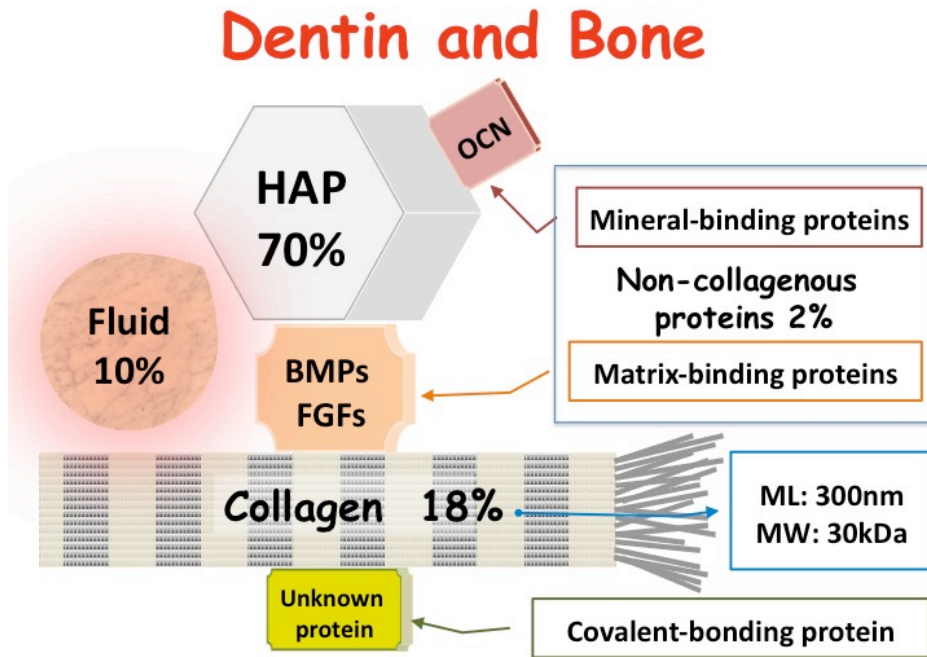 Dentin and Bone
OCN
HAP
70%
Mineral-binding proteins
Non-collagenous
proteins 2%
Matrix-binding proteins
Fluid
10%
BMPs
FGFs
Collagen 18%
ML: 300nm
MW: 30kDa
Unknown
protein
Covalent-bonding protein